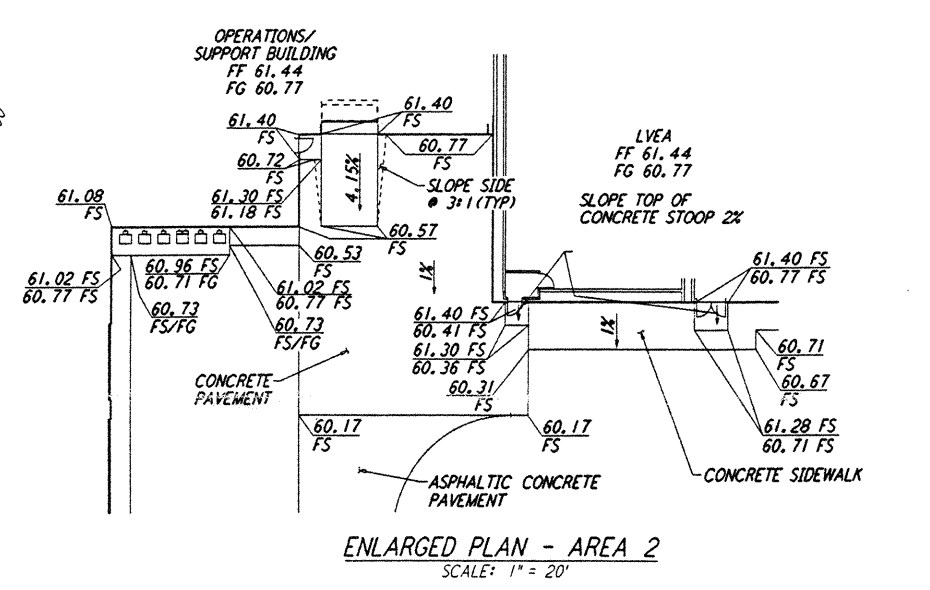 OPERATIONS/
SUPPORT BUILDING
FF 61.44
FG 60.77
61.40
FS
61.40
FS
60.77
FS
60.72
FS
4.15%
SLOPE SIDE
@ 3:1 (TYP)
61.30 FS
61.18 FS
61.08
FS
60.57
FS
60.53
FS
LVEA
FF 61.44
FG 60.77
SLOPE TOP OF
CONCRETE STOOP 2%
61.02 FS
60.77 FS
60.96 FS
60.71 FG
61.02 FS
60.77 FS
60.73
FS/FG
60.73
FS/FG
1%
61.40 FS
60.77 FS
61.40 FS
60.41 FS
61.30 FS
60.36 FS
1%
60.71
FS
60.67
FS
60.31
FS
CONCRETE
PAVEMENT
60.17
FS
60.17
FS
61.28 FS
60.71 FS
CONCRETE SIDEWALK
ASPHALTIC CONCRETE
PAVEMENT
ENLARGED PLAN - AREA 2
SCALE: 1" = 20'